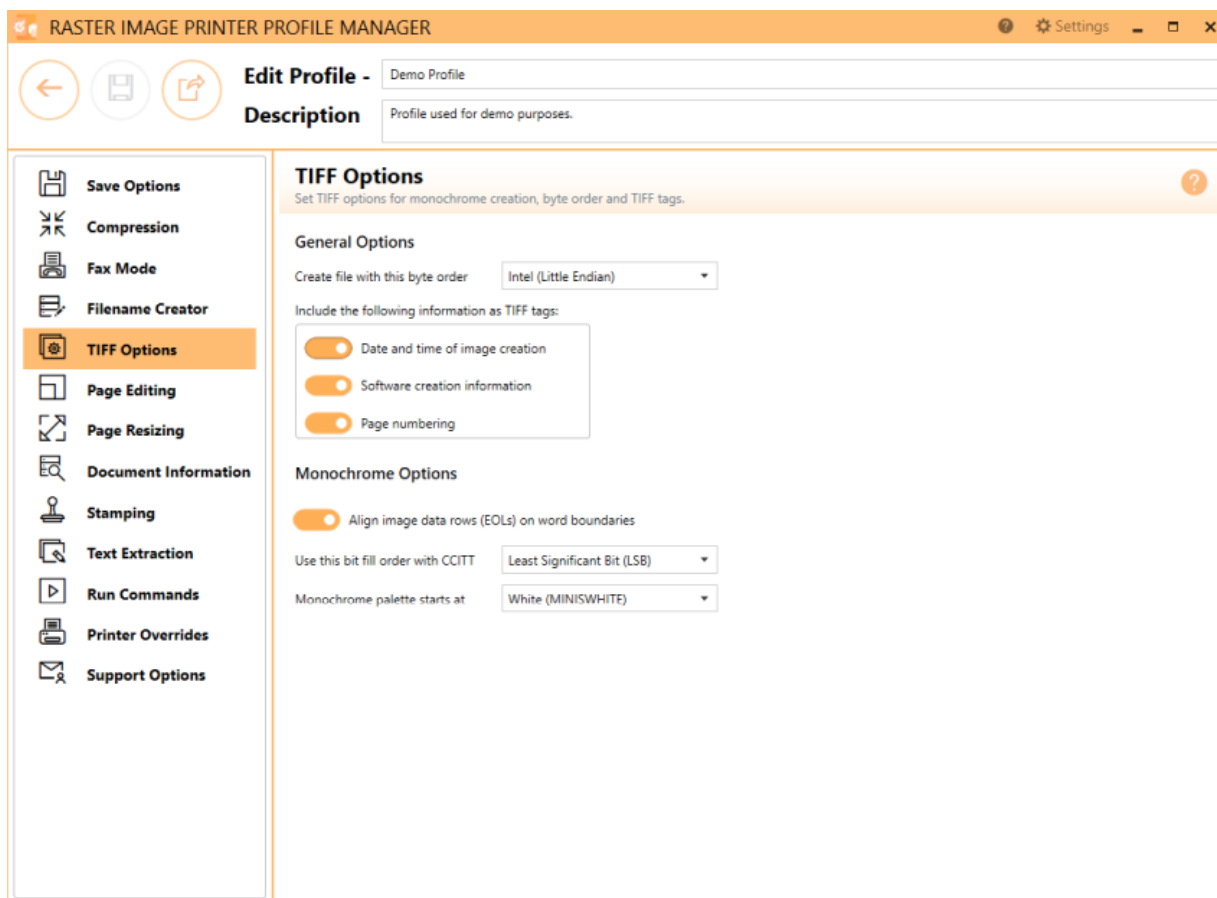 RASTER IMAGE PRINTER PROFILE MANAGER
? Settings
Edit Profile - Demo Profile
Description Profile used for demo purposes.
Save Options
Compression
Fax Mode
Filename Creator
TIFF Options
Page Editing
Page Resizing
Document Information
Stamping
Text Extraction
Run Commands
Printer Overrides
Support Options
TIFF Options
?
Set TIFF options for monochrome creation, byte order and TIFF tags.
General Options
Create file with this byte order Intel (Little Endian)
Include the following information as TIFF tags:
Date and time of image creation
Software creation information
Page numbering
Monochrome Options
Align image data rows (EOLs) on word boundaries
Use this bit fill order with CCITT Least Significant Bit (LSB)
Monochrome palette starts at White (MINISWHITE)